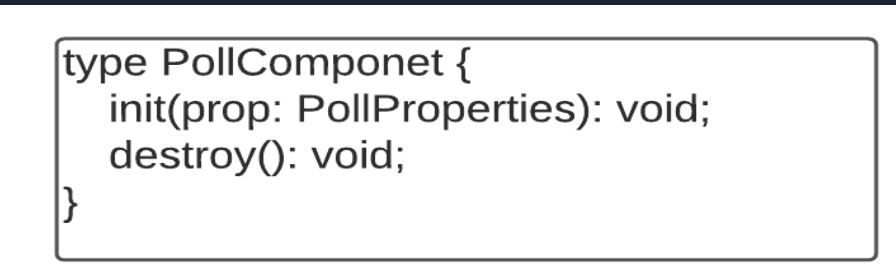 type PollComponet {
init(prop: PollProperties): void;
destroy(): void;
}